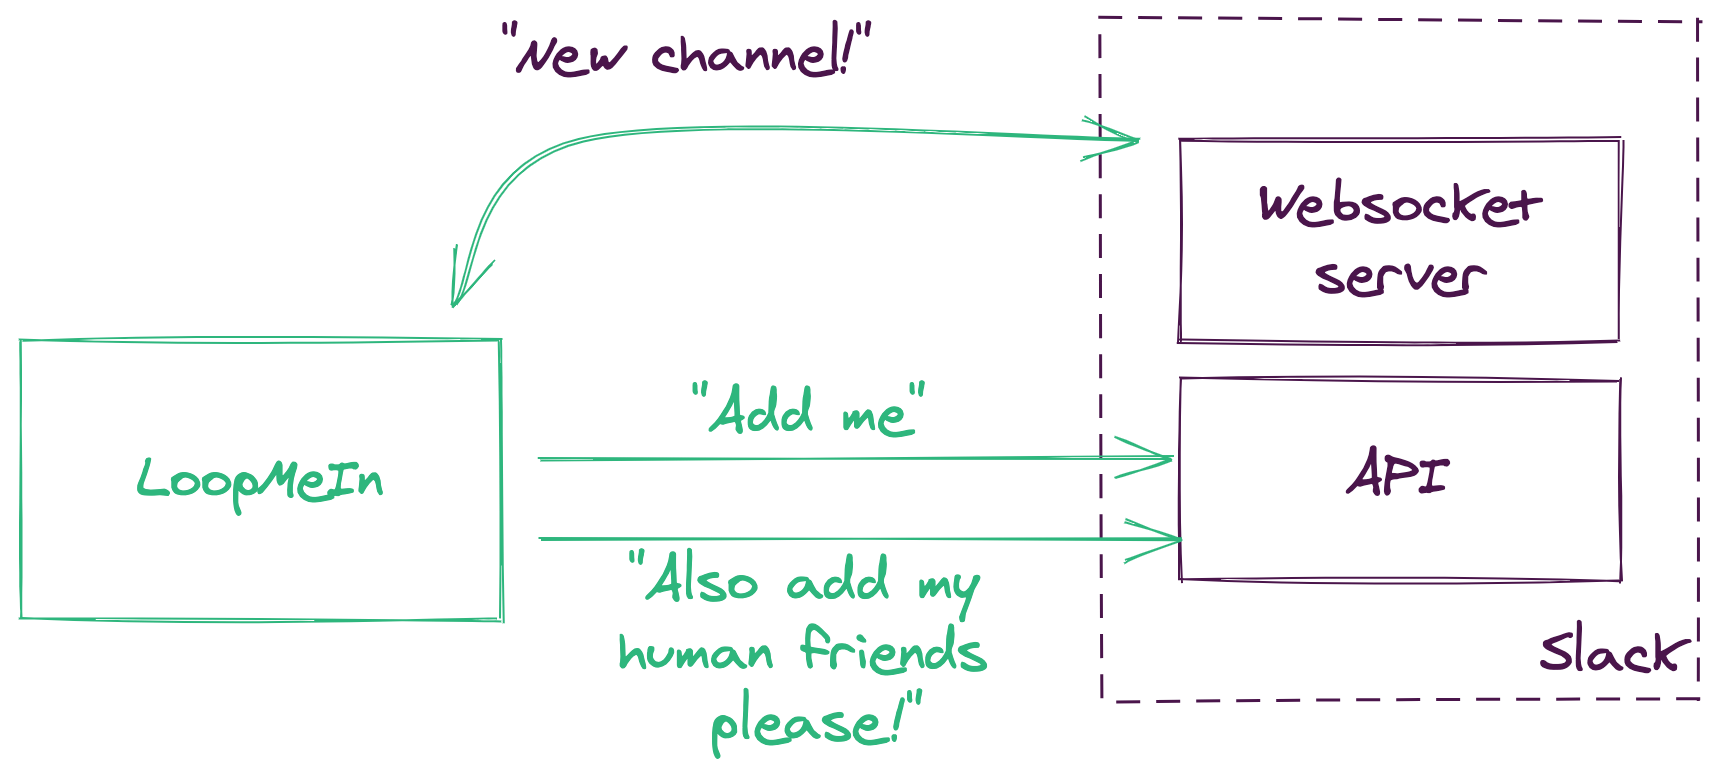 "New channel!"
Websocket
server
"Add me"
LoopMeIn
API
"Also add my
human friends
please!"
Slack